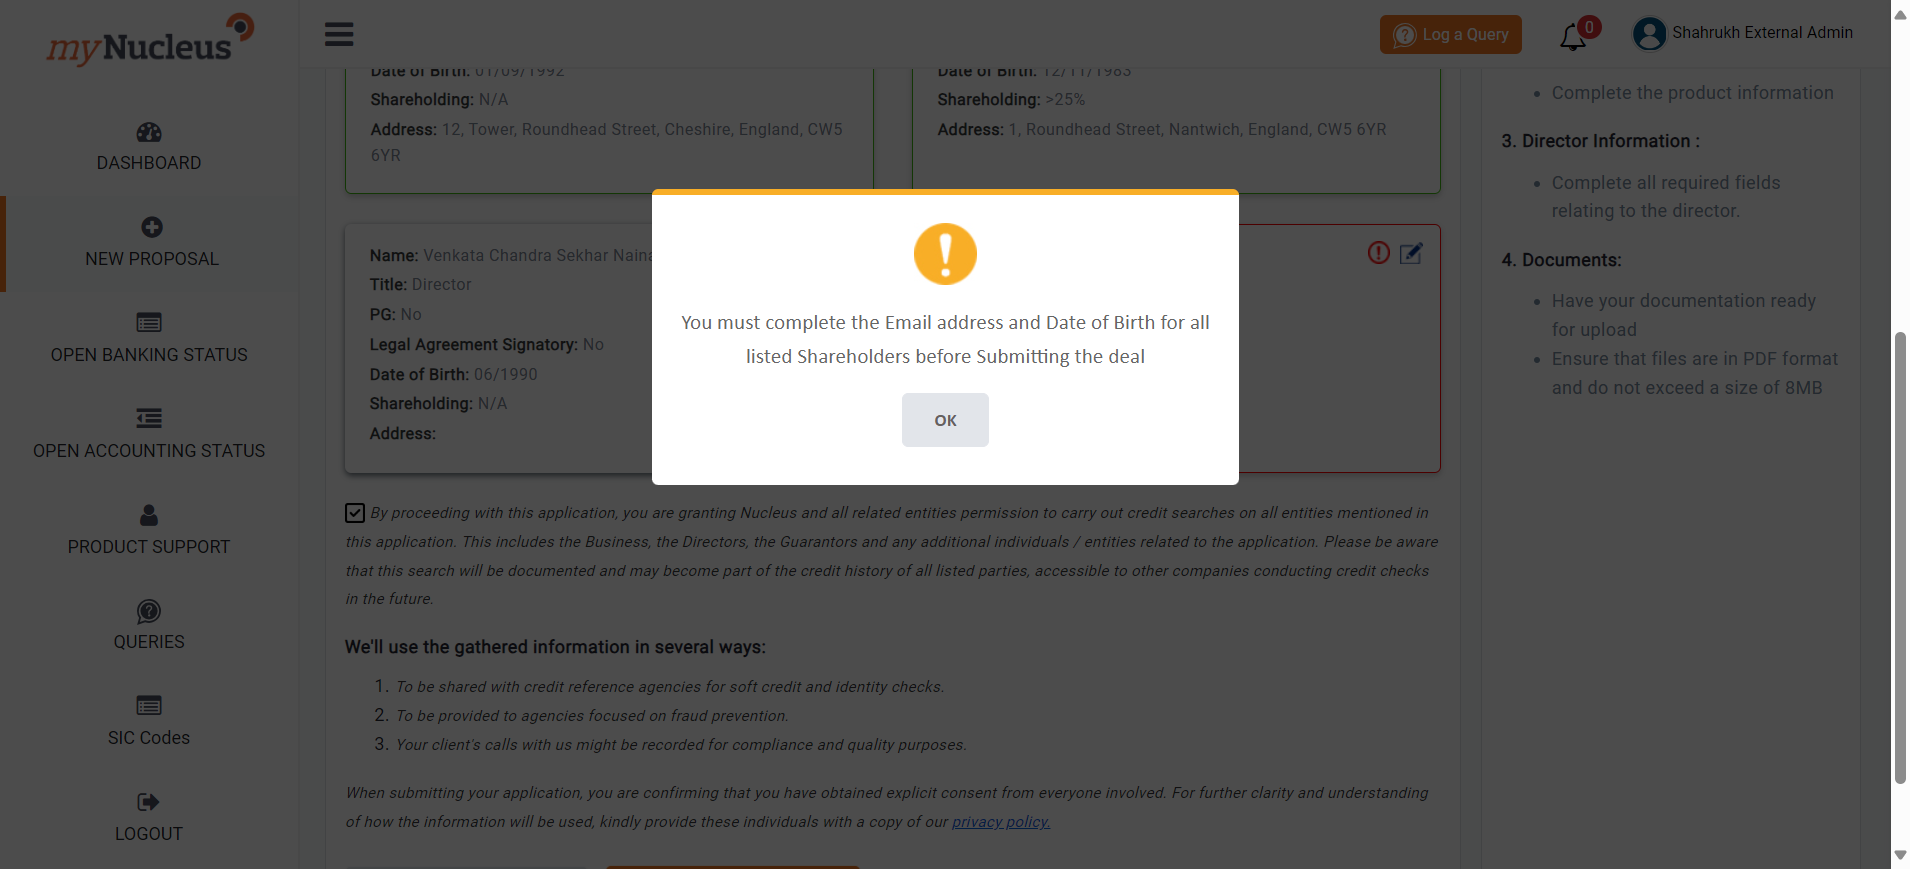 myNucleus
Log a Query
0
Shahrukh External Admin
DASHBOARD
NEW PROPOSAL
OPEN BANKING STATUS
OPEN ACCOUNTING STATUS
PRODUCT SUPPORT
QUERIES
SIC Codes
LOGOUT
Date of Birth: 01/09/1992
Shareholding: N/A
Address: 12, Tower, Roundhead Street, Cheshire, England, CW5
6YR
Date of Birth: 12/11/1983
Shareholding: >25%
Address: 1, Roundhead Street, Nantwich, England, CW5 6YR
Name: Venkata Chandra Sekhar Naina
Title: Director
PG: No
Legal Agreement Signatory: No
Date of Birth: 06/1990
Shareholding: N/A
Address:
You must complete the Email address and Date of Birth for all
listed Shareholders before Submitting the deal
OK
By proceeding with this application, you are granting Nucleus and all related entities permission to carry out credit searches on all entities mentioned in
this application. This includes the Business, the Directors, the Guarantors and any additional individuals / entities related to the application. Please be aware
that this search will be documented and may become part of the credit history of all listed parties, accessible to other companies conducting credit checks
in the future.
We'll use the gathered information in several ways:
1. To be shared with credit reference agencies for soft credit and identity checks.
2. To be provided to agencies focused on fraud prevention.
3. Your client's calls with us might be recorded for compliance and quality purposes.
When submitting your application, you are confirming that you have obtained explicit consent from everyone involved. For further clarity and understanding
of how the information will be used, kindly provide these individuals with a copy of our privacy policy.
• Complete the product information
3. Director Information :
• Complete all required fields
relating to the director.
4. Documents:
• Have your documentation ready
for upload
• Ensure that files are in PDF format
and do not exceed a size of 8MB